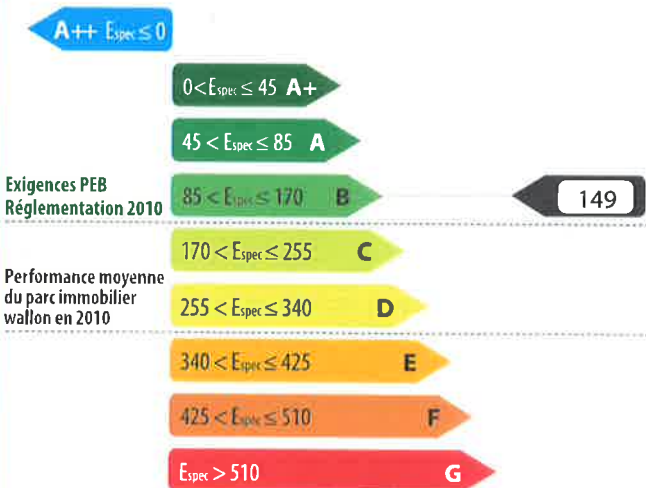 A++ Espec ≤ 0
0 < Espec ≤ 45 A+
45 < Espec ≤ 85 A
Exigences PEB
Réglementation 2010
85 < Espec ≤ 170 B
149
170 < Espec ≤ 255 C
Performance moyenne
du parc immobilier
wallon en 2010
255 < Espec ≤ 340 D
340 < Espec ≤ 425 E
425 < Espec ≤ 510 F
Espec > 510 G